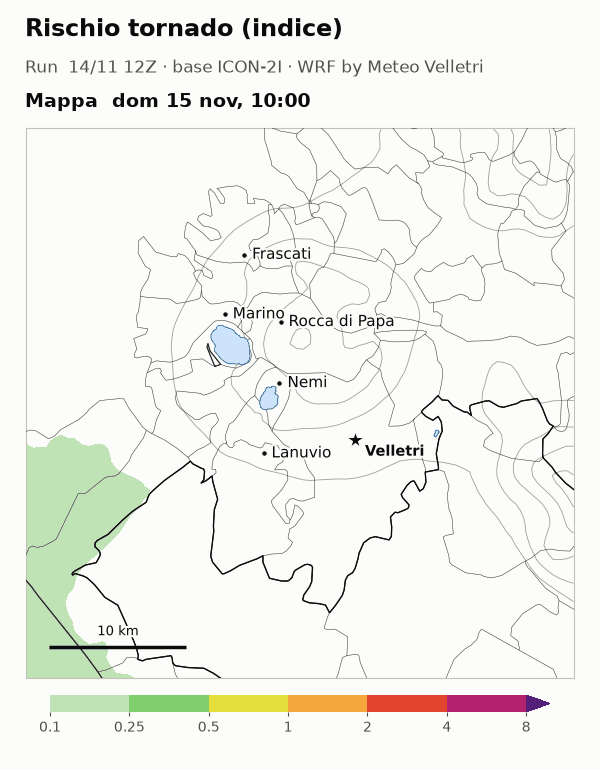 Rischio tornado (indice)
Run  14/11 12Z · base ICON-2I · WRF by Meteo Velletri
Mappa  dom 15 nov, 10:00
Frascati
Marino
Rocca di Papa
Nemi
Velletri
Lanuvio
10 km
0.1 0.25 0.5 1 2 4 8